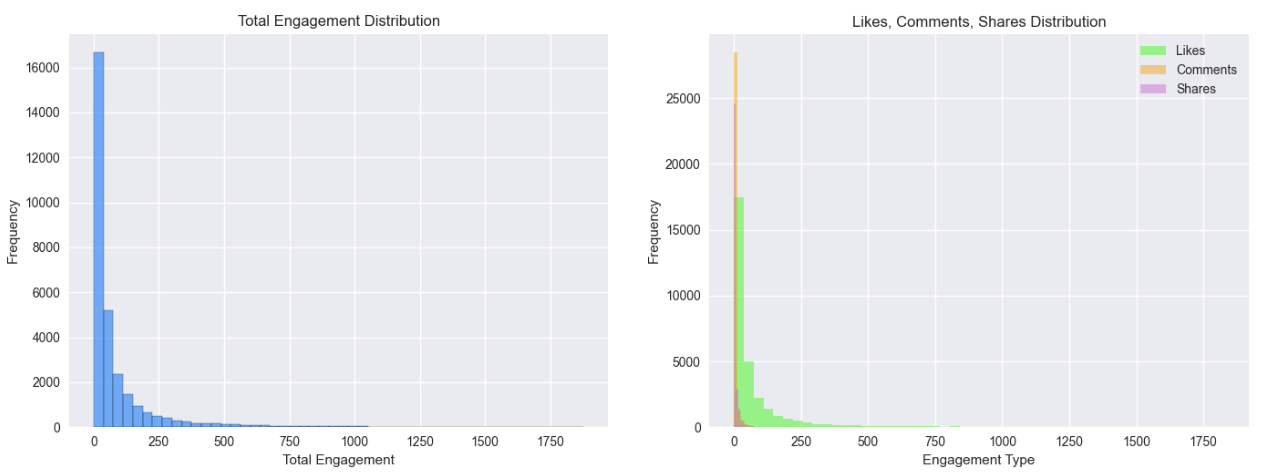 Total Engagement Distribution
16000
14000
12000
10000
8000
6000
4000
2000
0
Frequency
0 250 500 750 1000 1250 1500 1750
Total Engagement
Likes, Comments, Shares Distribution
Likes
Comments
Shares
25000
20000
15000
10000
5000
0
Frequency
0 250 500 750 1000 1250 1500 1750
Engagement Type